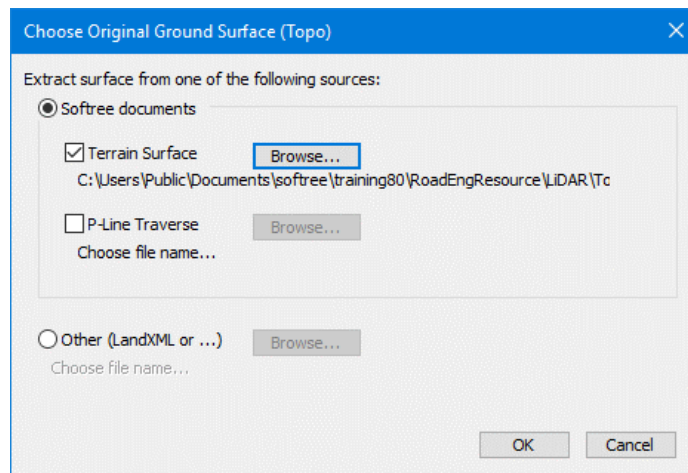 Choose Original Ground Surface (Topo)
Extract surface from one of the following sources:
Softree documents
Terrain Surface Browse...
C:\Users\Public\Documents\softree\training80\RoadEngResource\LiDAR\To
P-Line Traverse Browse...
Choose file name...
Other (LandXML or ...) Browse...
Choose file name...
OK Cancel